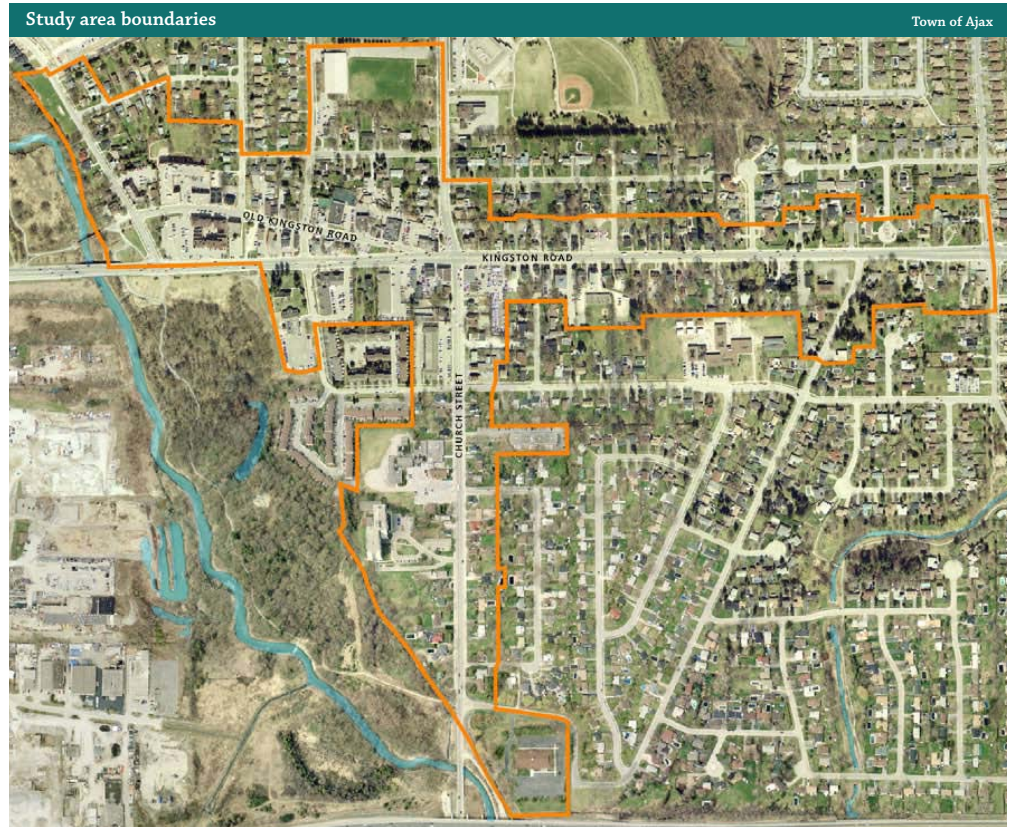 Study area boundaries
Town of Ajax
OLD KINGSTON ROAD
KINGSTON ROAD
CHURCH STREET